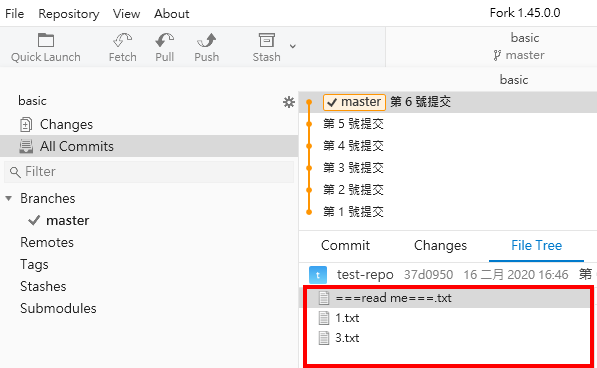 File Repository View About Fork 1.45.0.0
Quick Launch Fetch Pull Push Stash
basic
master
basic
basic
Changes
All Commits
Filter
Branches
master
Remotes
Tags
Stashes
Submodules
master 第 6 號提交
第 5 號提交
第 4 號提交
第 3 號提交
第 2 號提交
第 1 號提交
Commit Changes File Tree
t test-repo 37d0950 16 二月 2020 16:46 第
===read me===.txt
1.txt
3.txt